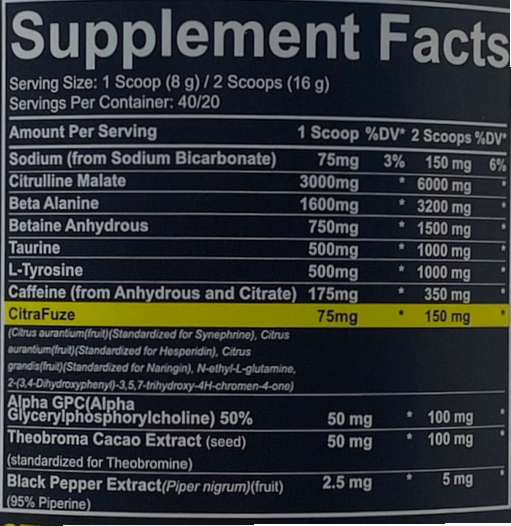 Supplement Facts
Serving Size: 1 Scoop (8 g) / 2 Scoops (16 g)
Servings Per Container: 40/20
Amount Per Serving 1 Scoop %DV* 2 Scoops %DV*
Sodium (from Sodium Bicarbonate) 75mg 3% 150 mg 6%
Citrulline Malate 3000mg * 6000 mg *
Beta Alanine 1600mg * 3200 mg *
Betaine Anhydrous 750mg * 1500 mg *
Taurine 500mg * 1000 mg *
L-Tyrosine 500mg * 1000 mg *
Caffeine (from Anhydrous and Citrate) 175mg * 350 mg *
CitraFuze 75mg * 150 mg *
(Citrus aurantium(fruit)(Standardized for Synephrine), Citrus
aurantium(fruit)(Standardized for Hesperidin), Citrus
grandis(fruit)(Standardized for Naringin), N-ethyl-L-glutamine,
2-(3,4-Dihydroxyphenyl)-3,5,7-trihydroxy-4H-chromen-4-one)
Alpha GPC(Alpha
Glycerylphosphorylcholine) 50% 50 mg * 100 mg *
Theobroma Cacao Extract (seed) 50 mg * 100 mg *
(standardized for Theobromine)
Black Pepper Extract(Piper nigrum)(fruit) 2.5 mg * 5 mg *
(95% Piperine)